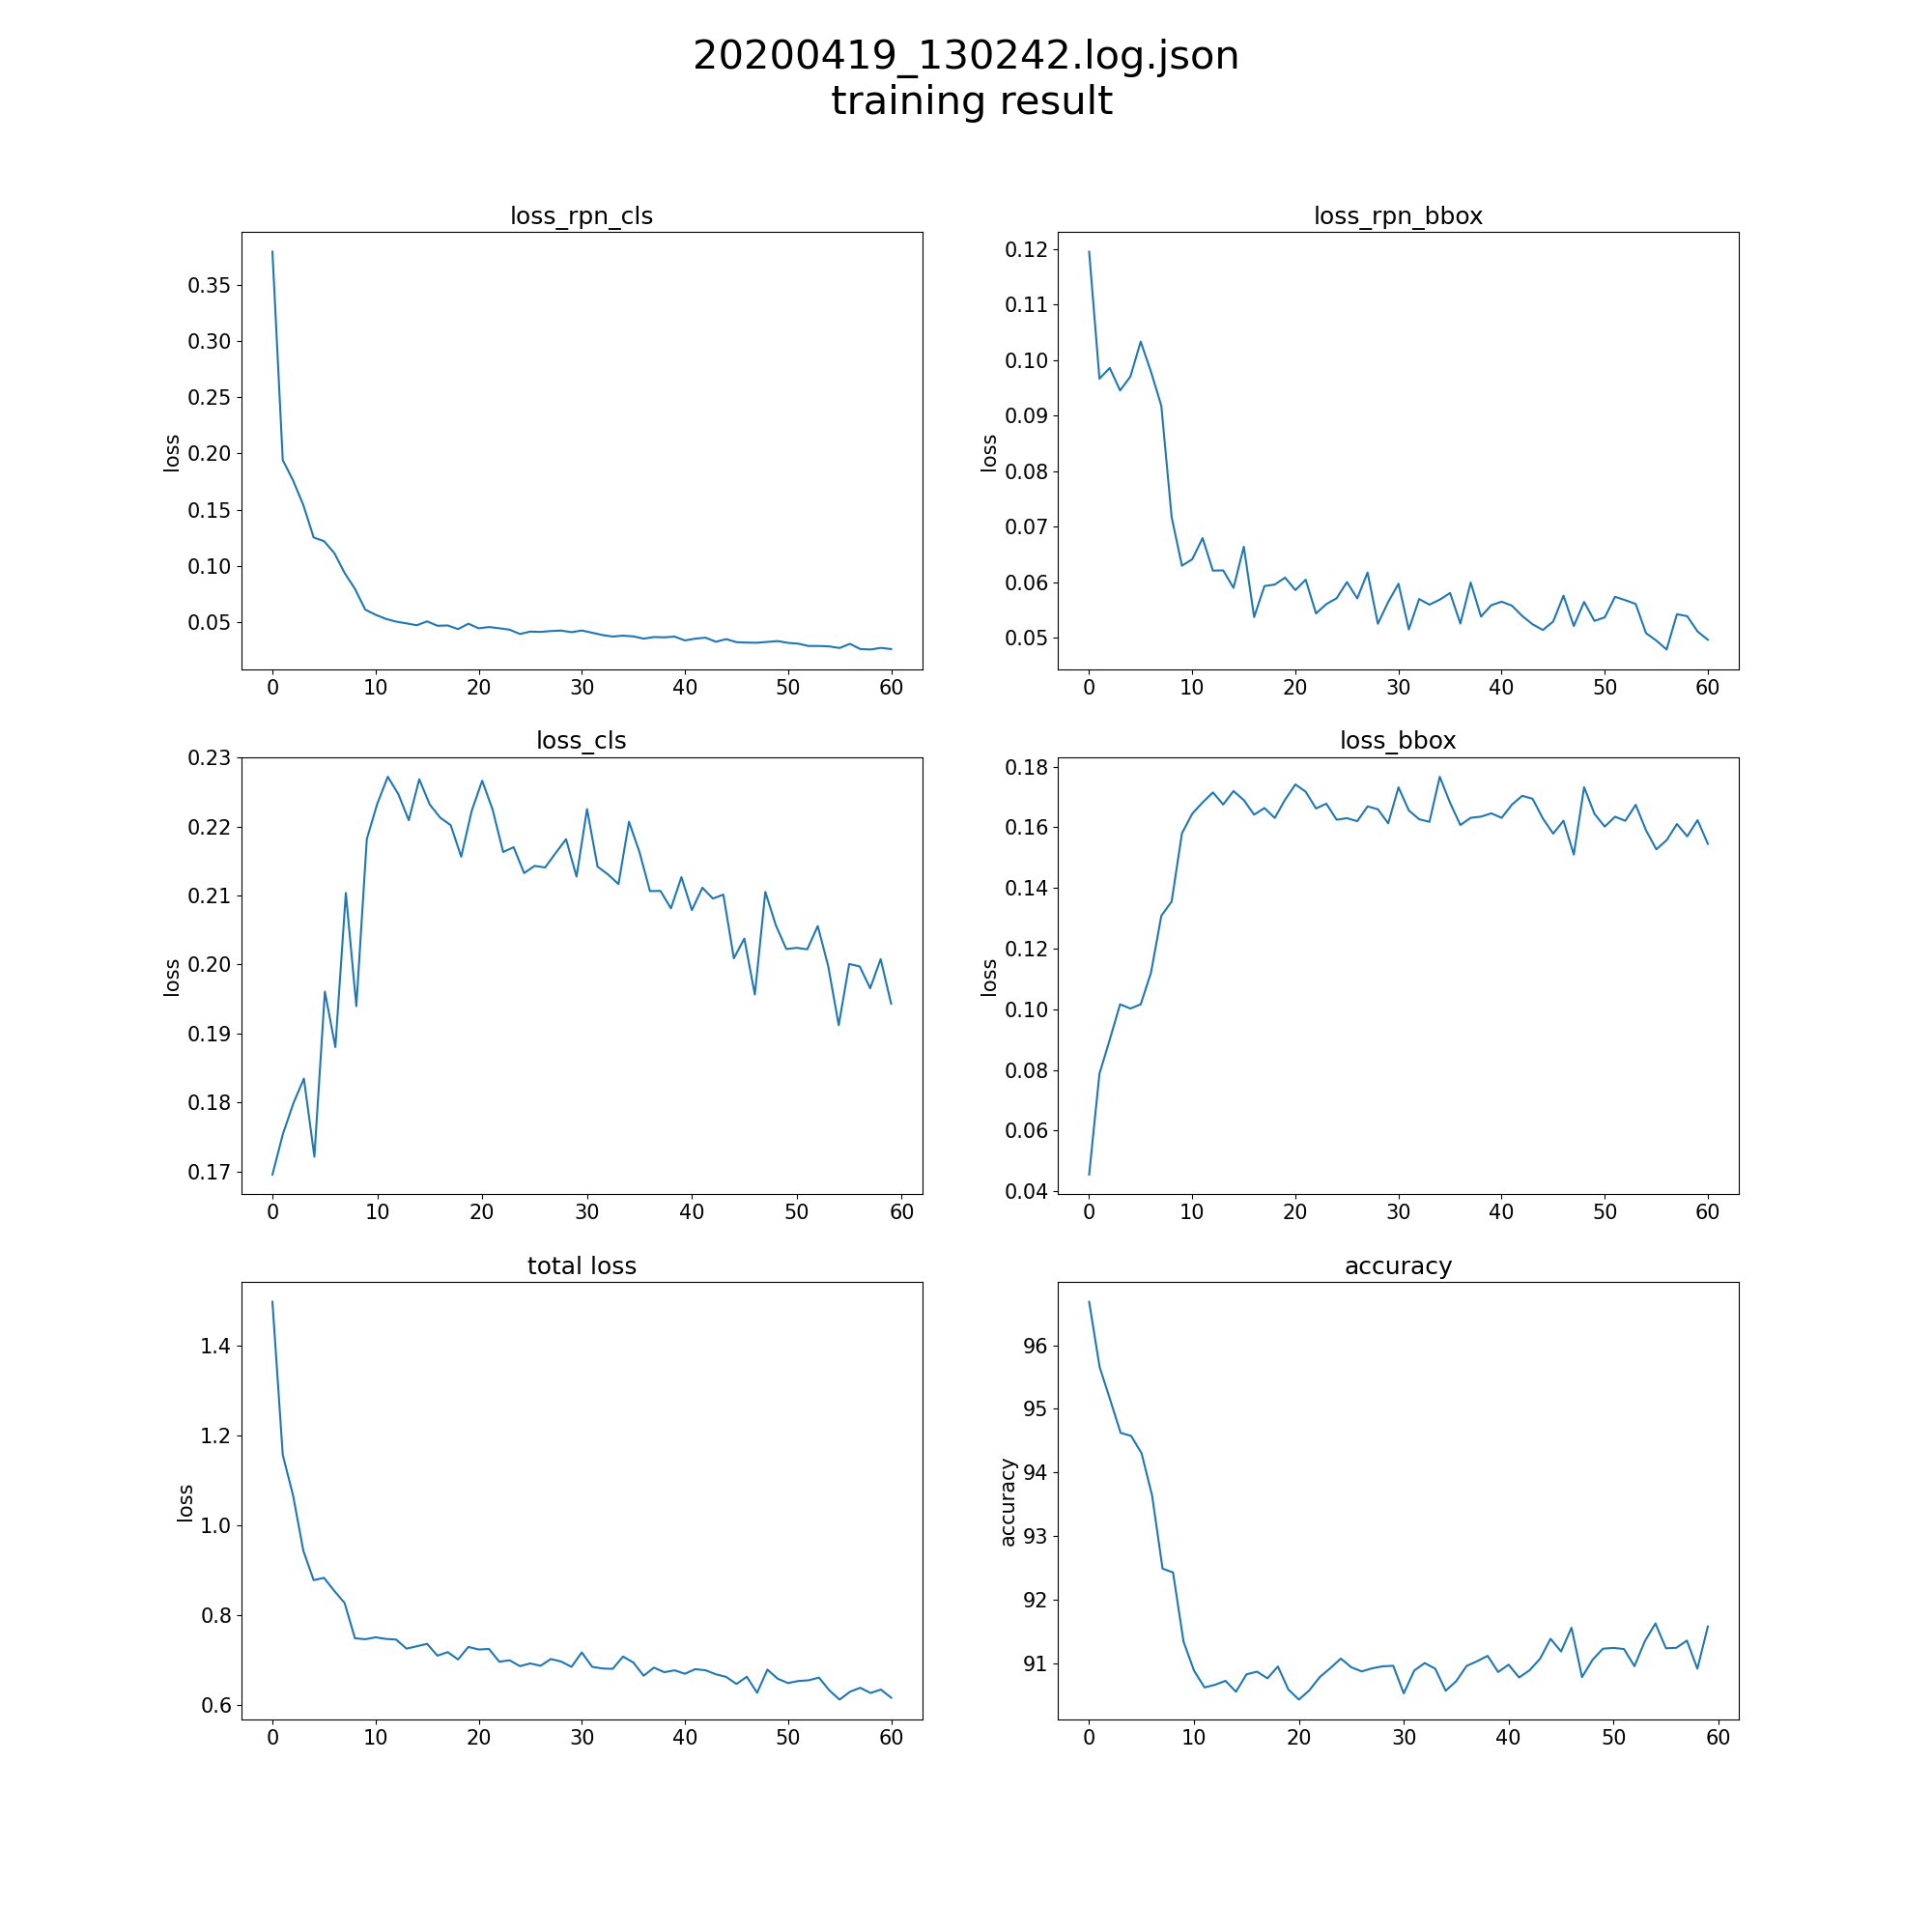 20200419_130242.log.json
training result
loss_rpn_cls
loss
0.35
0.30
0.25
0.20
0.15
0.10
0.05
0 10 20 30 40 50 60
loss_rpn_bbox
loss
0.12
0.11
0.10
0.09
0.08
0.07
0.06
0.05
0 10 20 30 40 50 60
loss_cls
loss
0.23
0.22
0.21
0.20
0.19
0.18
0.17
0 10 20 30 40 50 60
loss_bbox
loss
0.18
0.16
0.14
0.12
0.10
0.08
0.06
0.04
0 10 20 30 40 50 60
total loss
loss
1.4
1.2
1.0
0.8
0.6
0 10 20 30 40 50 60
accuracy
accuracy
96
95
94
93
92
91
0 10 20 30 40 50 60